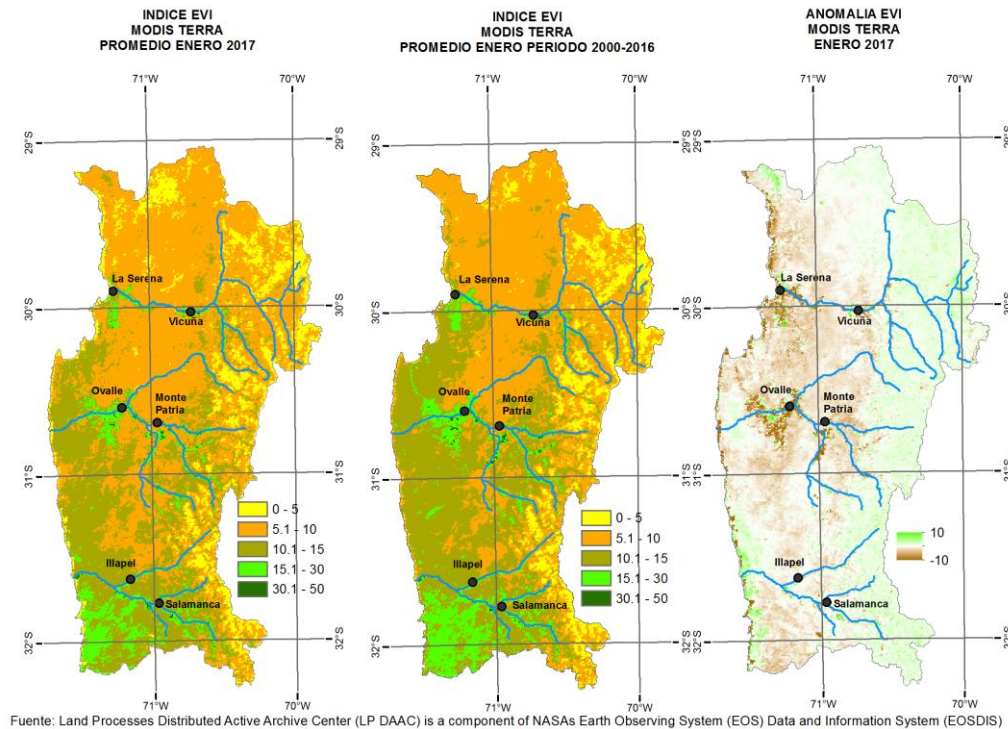 INDICE EVI
MODIS TERRA
PROMEDIO ENERO 2017
71°W
70°W
29°S
30°S
31°S
32°S
La Serena
Vicuña
Ovalle
Monte
Patria
Illapel
Salamanca
0 - 5
5.1 - 10
10.1 - 15
15.1 - 30
30.1 - 50
71°W
70°W
INDICE EVI
MODIS TERRA
PROMEDIO ENERO PERIODO 2000-2016
71°W
70°W
29°S
30°S
31°S
32°S
La Serena
Vicuña
Ovalle
Monte
Patria
Illapel
Salamanca
0 - 5
5.1 - 10
10.1 - 15
15.1 - 30
30.1 - 50
71°W
70°W
ANOMALIA EVI
MODIS TERRA
ENERO 2017
71°W
70°W
29°S
29°S
30°S
30°S
31°S
31°S
32°S
32°S
La Serena
Vicuña
Ovalle
Monte
Patria
Illapel
Salamanca
10
-10
71°W
70°W
Fuente: Land Processes Distributed Active Archive Center (LP DAAC) is a component of NASAs Earth Observing System (EOS) Data and Information System (EOSDIS)